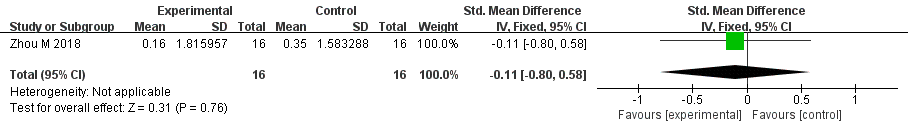 Experimental Control Std. Mean Difference Std. Mean Difference
Study or Subgroup Mean SD Total Mean SD Total Weight IV, Fixed, 95% CI IV, Fixed, 95% CI
Zhou M 2018 0.16 1.815957 16 0.35 1.583288 16 100.0% -0.11 [-0.80, 0.58]
Total (95% CI) 16 16 100.0% -0.11 [-0.80, 0.58]
Heterogeneity: Not applicable
Test for overall effect: Z = 0.31 (P = 0.76)
-1 -0.5 0 0.5 1
Favours [experimental] Favours [control]